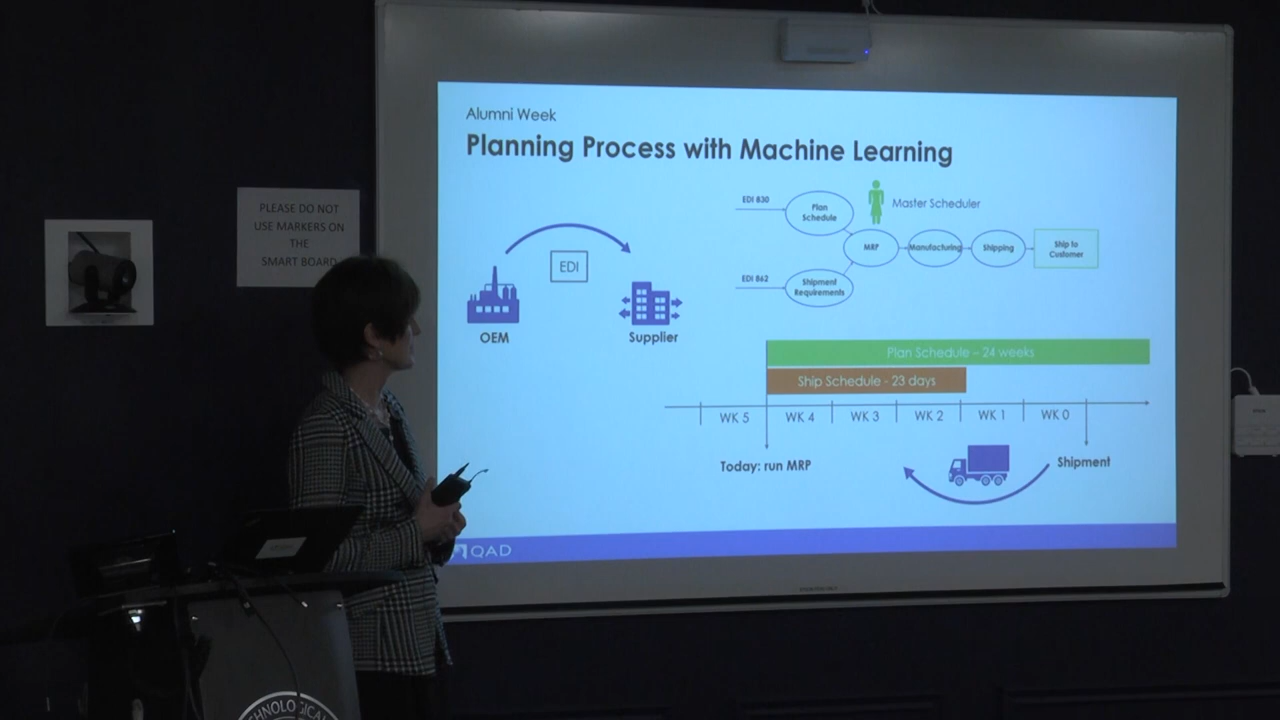 PLEASE DO NOT
USE MARKERS ON
THE
SMART BOARD
Alumni Week
Planning Process with Machine Learning
EDI 830
Plan
Schedule
Master Scheduler
MRP
Manufacturing
Shipping
Ship to
Customer
EDI 862
Shipment
Requirements
EDI
OEM
Supplier
Plan Schedule – 24 weeks
Ship Schedule - 23 days
WK 5
WK 4
WK 3
WK 2
WK 1
WK 0
Today: run MRP
Shipment
QAD